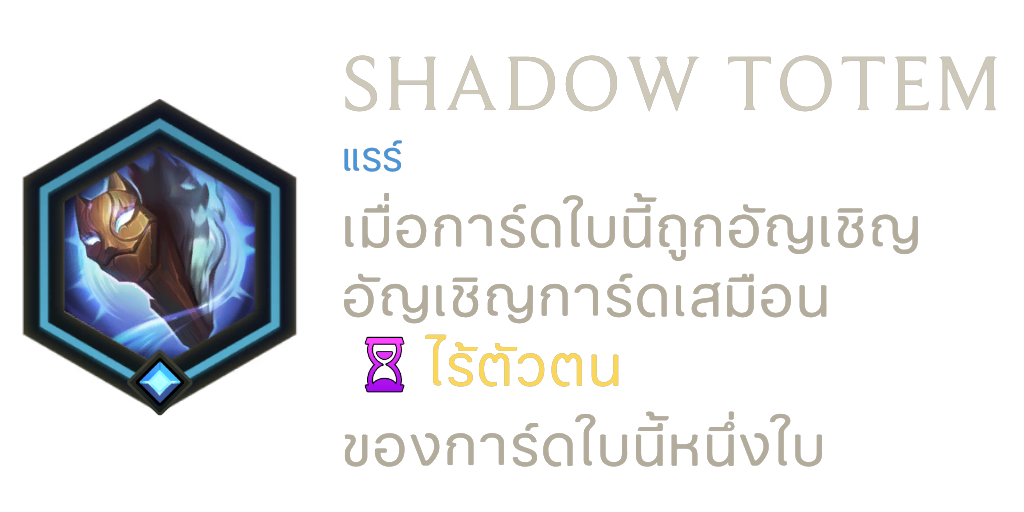 SHADOW TOTEM
แรร์
เมื่อการ์ดใบนี้ถูกอัญเชิญ
อัญเชิญการ์ดเสมือน
ไร้ตัวตน
ของการ์ดใบนี้หนึ่งใบ